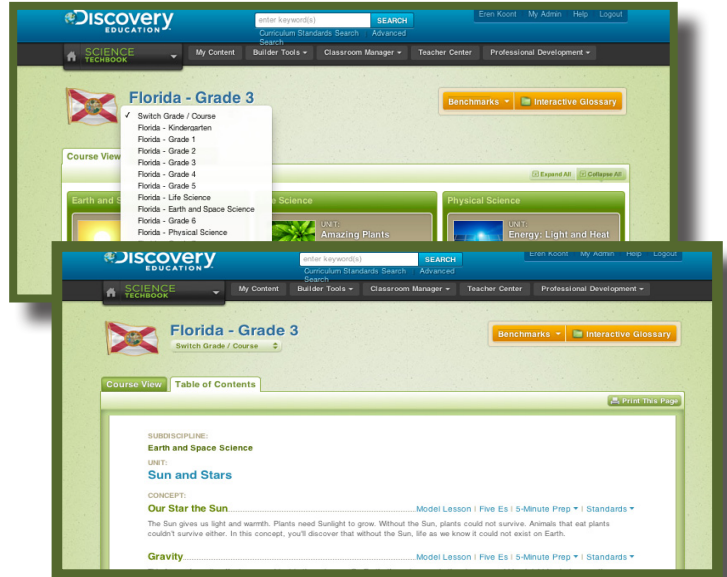 Discovery
EDUCATION
enter keyword(s)
SEARCH
Curriculum Standards Search | Advanced
Search
Eren Koont My Admin Help Logout
SCIENCE
TECHBOOK
My Content Builder Tools Classroom Manager Teacher Center Professional Development
Florida - Grade 3
Benchmarks Interactive Glossary
✓ Switch Grade / Course
Florida - Kindergarten
Florida - Grade 1
Florida - Grade 2
Florida - Grade 3
Florida - Grade 4
Florida - Grade 5
Florida - Life Science
Florida - Earth and Space Science
Florida - Grade 6
Florida - Physical Science
Course View
Expand All Collapse All
Earth and
Science
Physical Science
UNIT:
Amazing Plants
UNIT:
Energy: Light and Heat
Discovery
EDUCATION
enter keyword(s)
SEARCH
Curriculum Standards Search | Advanced
Search
Eren Koont My Admin Help Logout
SCIENCE
TECHBOOK
My Content Builder Tools Classroom Manager Teacher Center Professional Development
Florida - Grade 3
Switch Grade / Course
Benchmarks Interactive Glossary
Course View Table of Contents
Print This Page
SUBDISCIPLINE:
Earth and Space Science
UNIT:
Sun and Stars
CONCEPT:
Our Star the Sun Model Lesson | Five Es | 5-Minute Prep | Standards
The Sun gives us light and warmth. Plants need Sunlight to grow. Without the Sun, plants could not survive. Animals that eat plants
couldn't survive either. In this concept, you'll discover that without the Sun, life as we know it could not exist on Earth.
Gravity Model Lesson | Five Es | 5-Minute Prep | Standards